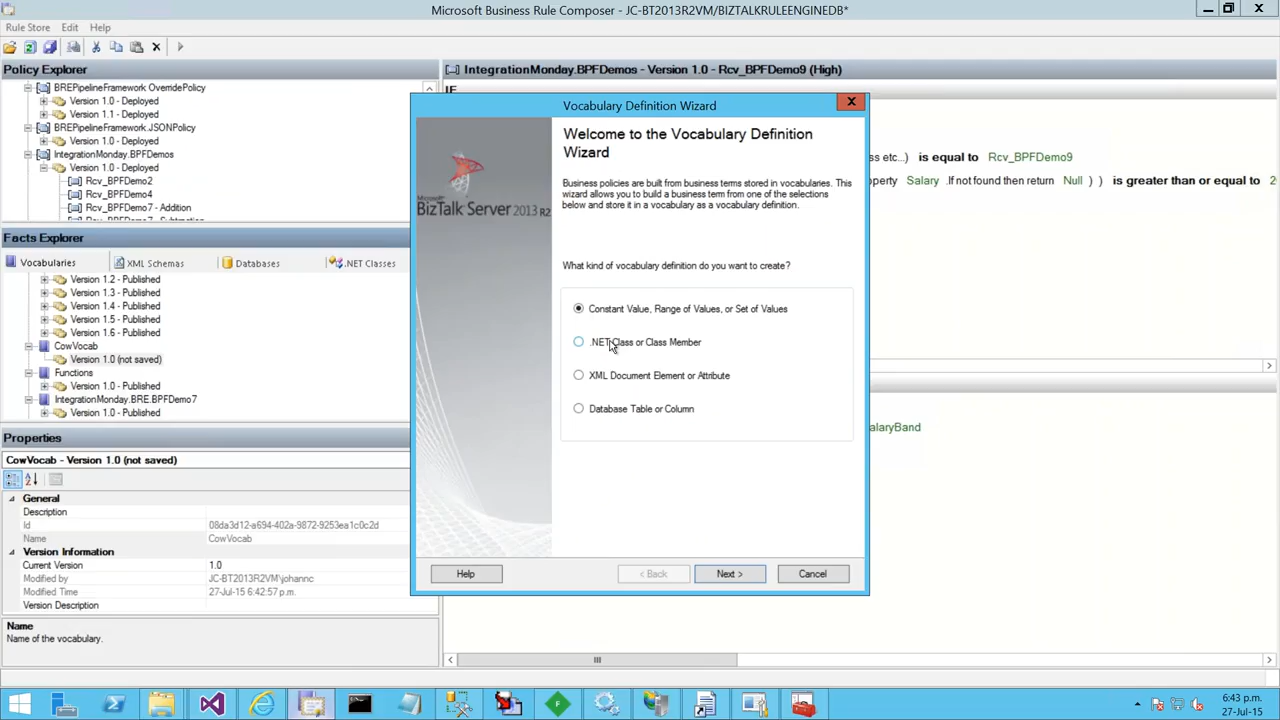 Microsoft Business Rule Composer - JC-BT2013R2VM/BIZTALKRULEENGINEDB*
Rule Store Edit Help
Policy Explorer
BREPipelineFramework.OverridePolicy
Version 1.0 - Deployed
Version 1.1 - Deployed
BREPipelineFramework.JSONPolicy
Version 1.0 - Deployed
IntegrationMonday.BPFDemos
Version 1.0 - Deployed
Rcv_BPFDemo2
Rcv_BPFDemo4
Rcv_BPFDemo7 - Addition
Rcv_BPFDemo7 - Subtraction
Facts Explorer
Vocabularies XML Schemas Databases .NET Classes
Version 1.2 - Published
Version 1.3 - Published
Version 1.4 - Published
Version 1.5 - Published
Version 1.6 - Published
CowVocab
Version 1.0 (not saved)
Functions
Version 1.0 - Published
IntegrationMonday.BRE.BPFDemo7
Version 1.0 - Published
Properties
CowVocab - Version 1.0 (not saved)
General
Description
Id 08da3d12-a694-402a-9872-9253ea1c0c2d
Name CowVocab
Version Information
Current Version 1.0
Modified by JC-BT2013R2VM\johannc
Modified Time 27-Jul-15 6:42:57 p.m.
Version Description
Name
Name of the vocabulary.
IntegrationMonday.BPFDemos - Version 1.0 - Rcv_BPFDemo9 (High)
IF
ss etc...) is equal to Rcv_BPFDemo9
roperty Salary .If not found then return Null ) ) is greater than or equal to
alaryBand
Vocabulary Definition Wizard
Microsoft
BizTalk Server 2013 R2
Welcome to the Vocabulary Definition
Wizard
Business policies are built from business terms stored in vocabularies. This
wizard allows you to build a business term from one of the selections
below and store it in a vocabulary as a vocabulary definition.
What kind of vocabulary definition do you want to create?
Constant Value, Range of Values, or Set of Values
.NET Class or Class Member
XML Document Element or Attribute
Database Table or Column
Help < Back Next > Cancel
6:43 p.m.
27-Jul-15